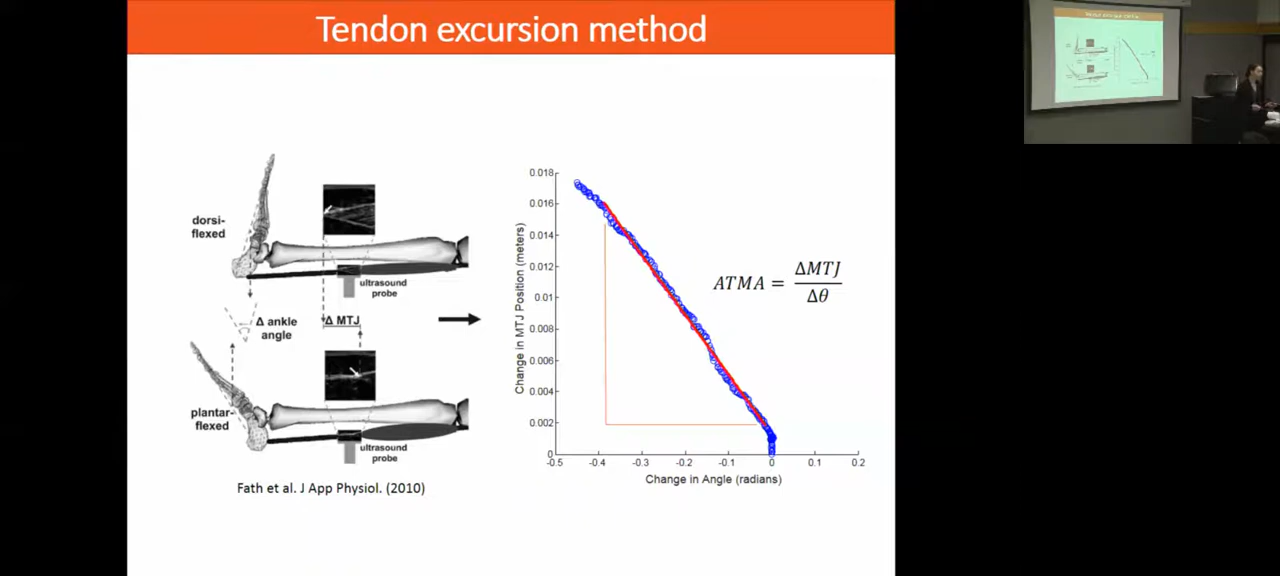 Tendon excursion method
dorsi-
flexed
ultrasound
probe
Δ ankle
angle
Δ MTJ
plantar-
flexed
ultrasound
probe
Fath et al. J App Physiol. (2010)
Change in MTJ Position (meters)
0.018
0.016
0.014
0.012
0.01
0.008
0.006
0.004
0.002
0
-0.5 -0.4 -0.3 -0.2 -0.1 0 0.1 0.2
Change in Angle (radians)
ATMA = ΔMTJ / Δθ